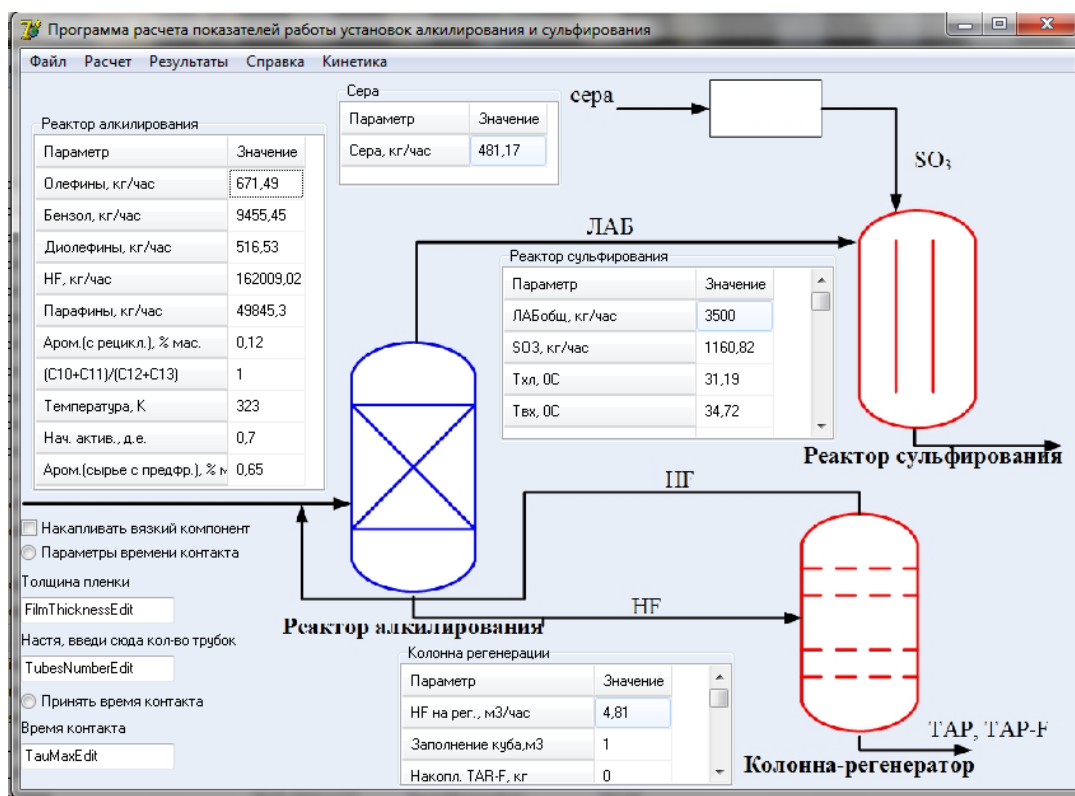 Программа расчета показателей работы установок алкилирования и сульфирования
Файл Расчет Результаты Справка Кинетика
Сера
Параметр Значение
Сера, кг/час 481,17
сера
SO3
Реактор алкилирования
Параметр Значение
Олефины, кг/час 671,49
Бензол, кг/час 9455,45
Диолефины, кг/час 516,53
HF, кг/час 162009,02
Парафины, кг/час 49845,3
Аром.(с рецикл.), % мас. 0,12
(C10+C11)/(C12+C13) 1
Температура, К 323
Нач. актив., д.е. 0,7
Аром.(сырье с предфр.), % м 0,65
ЛАБ
Реактор сульфирования
Параметр Значение
ЛАБобщ, кг/час 3500
SO3, кг/час 1160,82
Тхл, 0С 31,19
Твх, 0С 34,72
Реактор сульфирования
HF
Накапливать вязкий компонент
Параметры времени контакта
Толщина пленки
FilmThicknessEdit
Настя, введи сюда кол-во трубок
TubesNumberEdit
Принять время контакта
Время контакта
TauMaxEdit
HF
Реактор алкилирования
Колонна регенерации
Параметр Значение
HF на рег., м3/час 4,81
Заполнение куба,м3 1
Накопл. TAR-F, кг 0
TAP, TAP-F
Колонна-регенератор